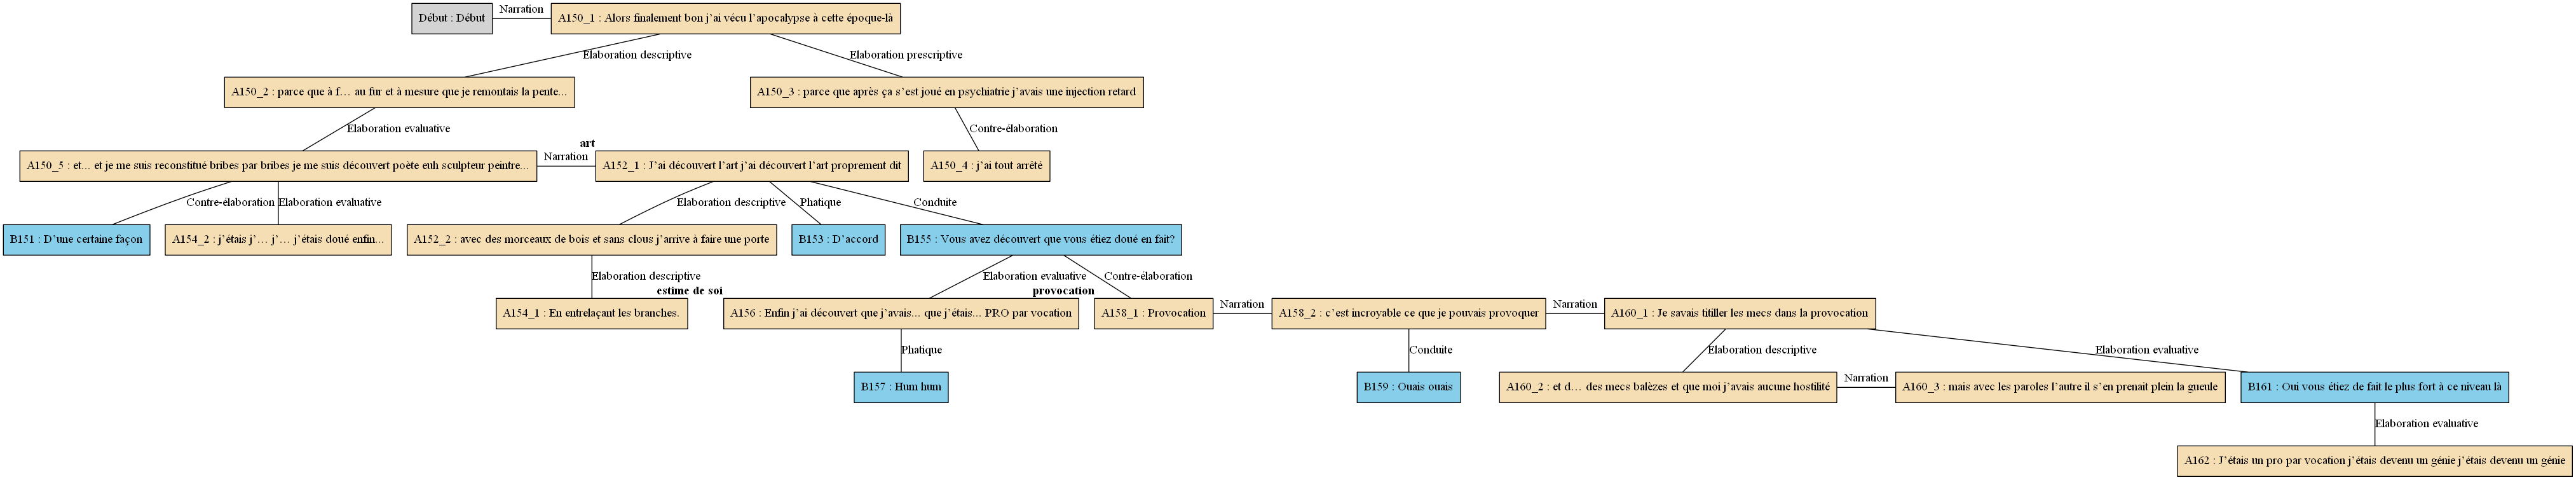 Début : Début
Narration
A150_1 : Alors finalement bon j'ai vécu l'apocalypse à cette époque-là
Elaboration descriptive
Elaboration prescriptive
A150_2 : parce que à f… au fur et à mesure que je remontais la pente...
A150_3 : parce que après ça s'est joué en psychiatrie j'avais une injection retard
Elaboration evaluative
Contre-élaboration
A150_5 : et... et je me suis reconstitué bribes par bribes je me suis découvert poète euh sculpteur peintre...
art
Narration
A152_1 : J'ai découvert l'art j'ai découvert l'art proprement dit
A150_4 : j'ai tout arrêté
Contre-élaboration
Elaboration evaluative
Elaboration descriptive
Phatique
Conduite
B151 : D'une certaine façon
A154_2 : j'étais j'… j'… j'étais doué enfin...
A152_2 : avec des morceaux de bois et sans clous j'arrive à faire une porte
B153 : D'accord
B155 : Vous avez découvert que vous étiez doué en fait?
Elaboration descriptive
Elaboration evaluative
Contre-élaboration
A154_1 : En entrelaçant les branches.
estime de soi
A156 : Enfin j'ai découvert que j'avais... que j'étais... PRO par vocation
provocation
A158_1 : Provocation
Narration
A158_2 : c'est incroyable ce que je pouvais provoquer
Narration
A160_1 : Je savais titiller les mecs dans la provocation
Phatique
Conduite
Elaboration descriptive
Elaboration evaluative
B157 : Hum hum
B159 : Ouais ouais
A160_2 : et d… des mecs balèzes et que moi j'avais aucune hostilité
Narration
A160_3 : mais avec les paroles l'autre il s'en prenait plein la gueule
B161 : Oui vous étiez de fait le plus fort à ce niveau là
Elaboration evaluative
A162 : J'étais un pro par vocation j'étais devenu un génie j'étais devenu un génie